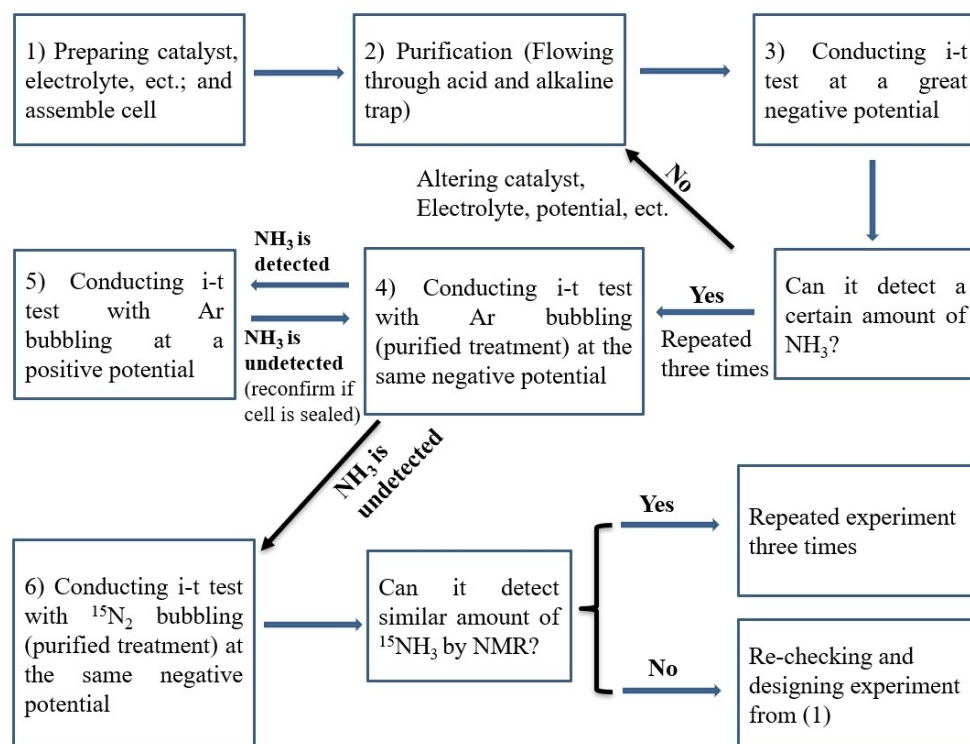 1) Preparing catalyst,
electrolyte, ect.; and
assemble cell
2) Purification (Flowing
through acid and alkaline
trap)
3) Conducting i-t
test at a great
negative potential
No
Altering catalyst,
Electrolyte, potential, ect.
Can it detect a
certain amount of
NH₃?
Yes
Repeated
three times
4) Conducting i-t test
with Ar bubbling
(purified treatment) at the
same negative potential
NH₃ is
detected
5) Conducting i-t
test with Ar
bubbling at a
positive potential
NH₃ is
undetected
(reconfirm if
cell is sealed)
NH₃ is
undetected
6) Conducting i-t test
with ¹⁵N₂ bubbling
(purified treatment) at
the same negative
potential
Can it detect
similar amount of
¹⁵NH₃ by NMR?
Yes
Repeated experiment
three times
No
Re-checking and
designing experiment
from (1)